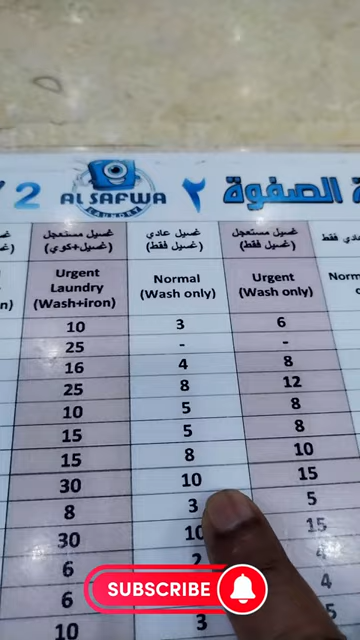 2 AL SAFWA ٢ ة الصفوة
LAUNDRY
غسيل مستعجل غسيل عادي غسيل مستعجل
(غسيل+كوي) (غسيل فقط) (غسيل فقط)
Urgent Laundry (Wash+iron) Normal (Wash only) Urgent (Wash only)
10 3 6
25 - -
16 4 8
25 8 12
10 5 8
15 5 8
15 8 10
30 10 15
8 3 5
30 10 15
6 2 4
6 4
10 3 5
SUBSCRIBE